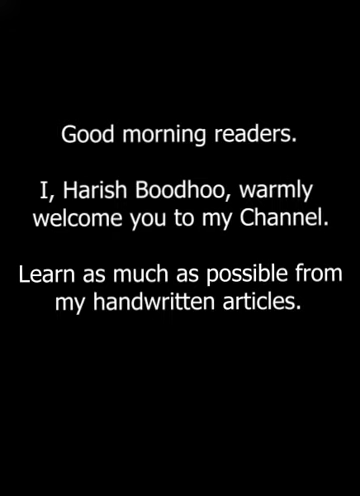 Good morning readers.
I, Harish Boodhoo, warmly
welcome you to my Channel.
Learn as much as possible from
my handwritten articles.